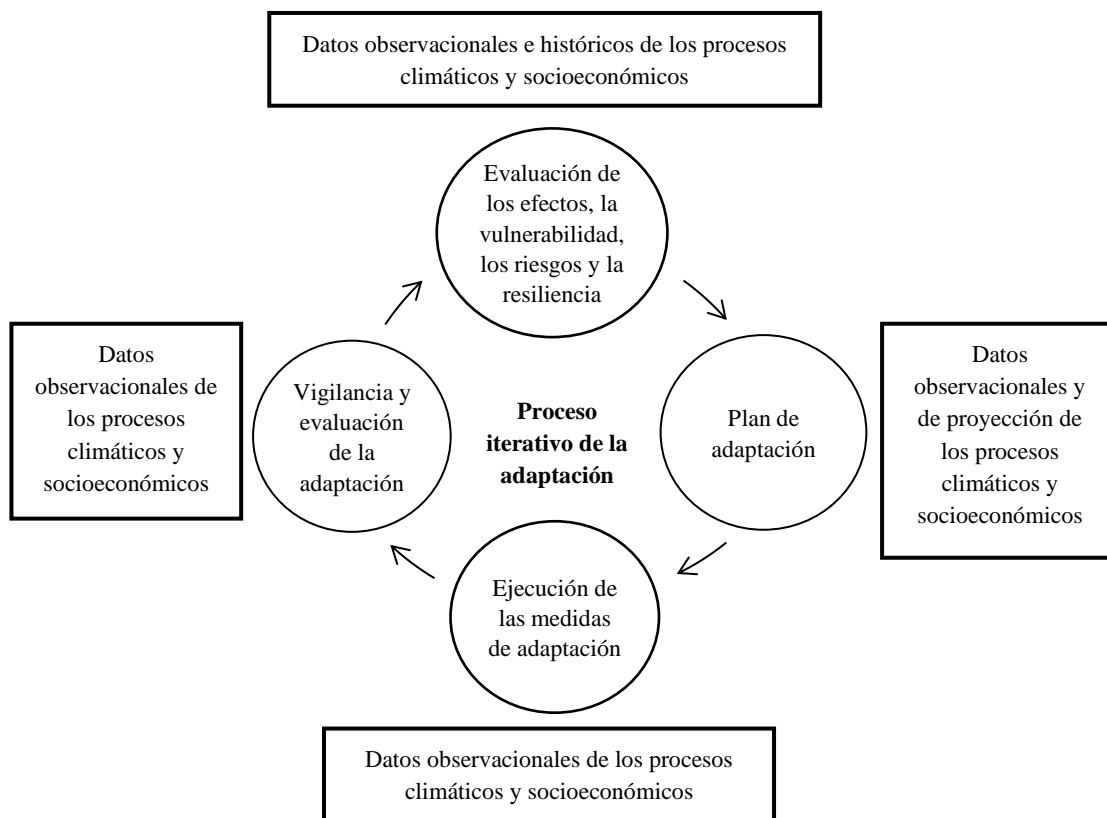 Datos observacionales e históricos de los procesos
climáticos y socioeconómicos
Evaluación de
los efectos, la
vulnerabilidad,
los riesgos y la
resiliencia
Datos
observacionales de
los procesos
climáticos y
socioeconómicos
Vigilancia y
evaluación
de la
adaptación
Proceso
iterativo de la
adaptación
Plan de
adaptación
Datos
observacionales y
de proyección de
los procesos
climáticos y
socioeconómicos
Ejecución de
las medidas
de adaptación
Datos observacionales de los procesos
climáticos y socioeconómicos